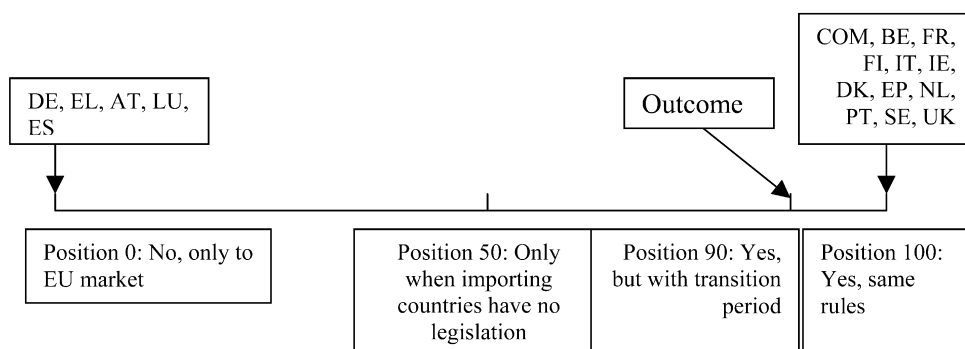 COM, BE, FR,
FI, IT, IE,
DK, EP, NL,
PT, SE, UK
DE, EL, AT, LU,
ES
Outcome
Position 0: No, only to
EU market
Position 50: Only
when importing
countries have no
legislation
Position 90: Yes,
but with transition
period
Position 100:
Yes, same
rules